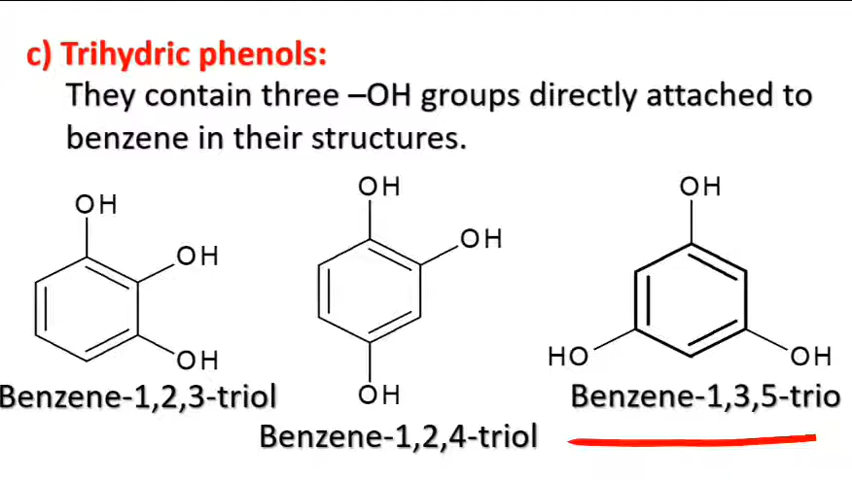 c) Trihydric phenols:
They contain three –OH groups directly attached to
benzene in their structures.
OH
OH
OH
Benzene-1,2,3-triol
OH
OH
OH
Benzene-1,2,4-triol
OH
HO
OH
Benzene-1,3,5-trio